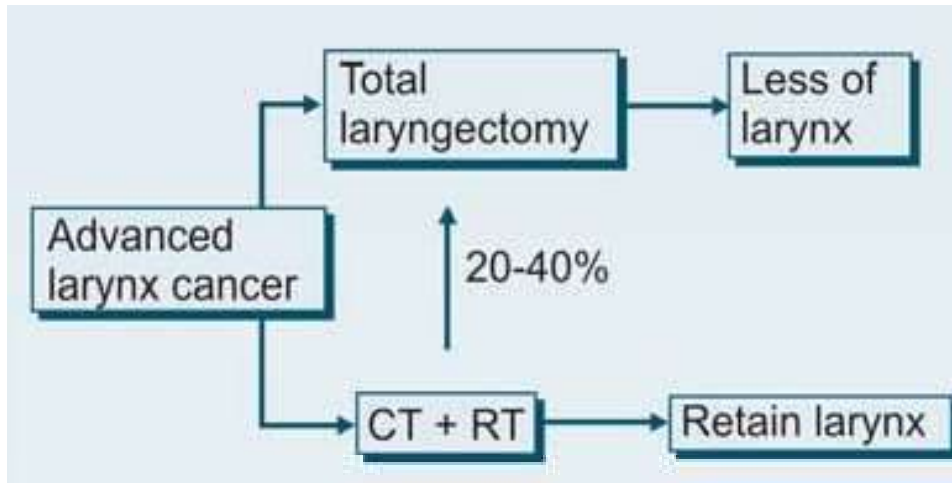 Total
laryngectomy
Less of
larynx
Advanced
larynx cancer
20-40%
CT + RT
Retain larynx